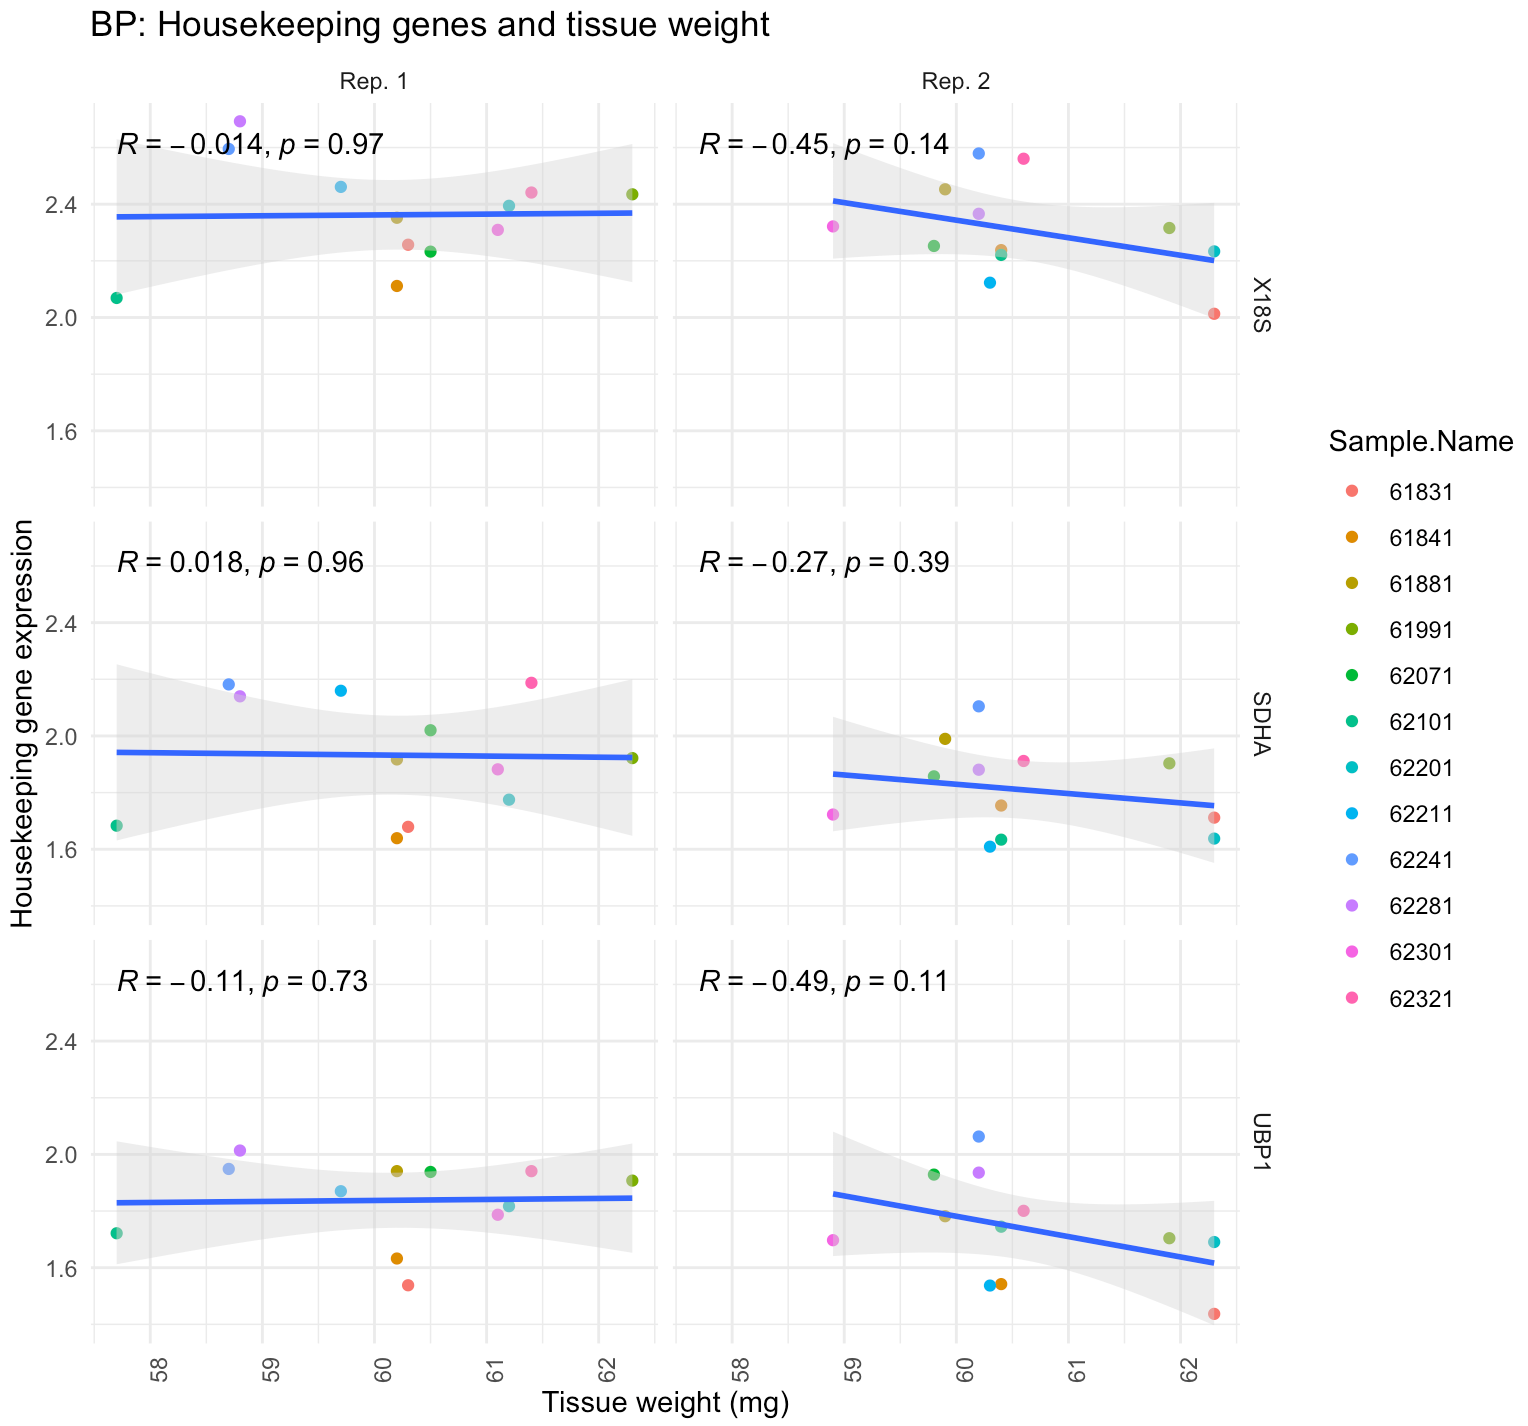 BP: Housekeeping genes and tissue weight
Rep. 1
Rep. 2
R = −0.014, p = 0.97
R = −0.45, p = 0.14
2.4
2.0
1.6
X18S
R = 0.018, p = 0.96
R = −0.27, p = 0.39
2.4
2.0
1.6
SDHA
R = −0.11, p = 0.73
R = −0.49, p = 0.11
2.4
2.0
1.6
UBP1
58 59 60 61 62
58 59 60 61 62
Tissue weight (mg)
Housekeeping gene expression
Sample.Name
61831
61841
61881
61991
62071
62101
62201
62211
62241
62281
62301
62321